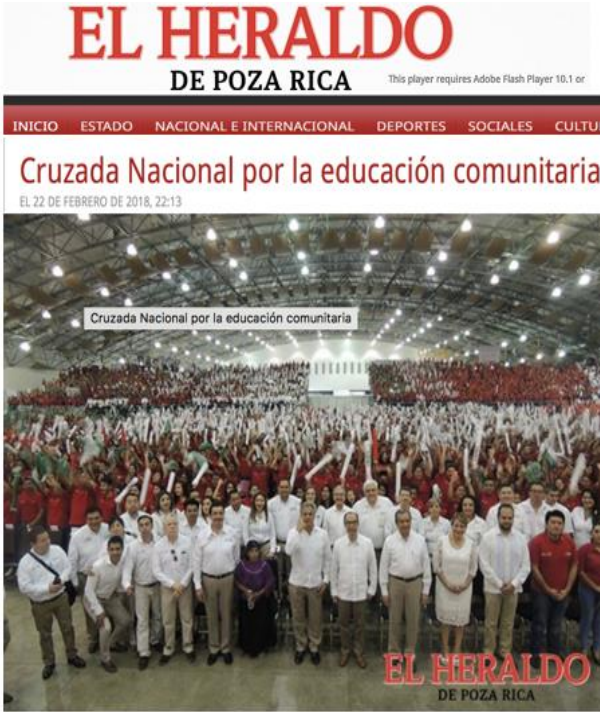 EL HERALDO
DE POZA RICA
This player requires Adobe Flash Player 10.1 or
INICIO ESTADO NACIONAL E INTERNACIONAL DEPORTES SOCIALES CULTU
Cruzada Nacional por la educación comunitaria
EL 22 DE FEBRERO DE 2018, 22:13
Cruzada Nacional por la educación comunitaria
EL HERALDO
DE POZA RICA